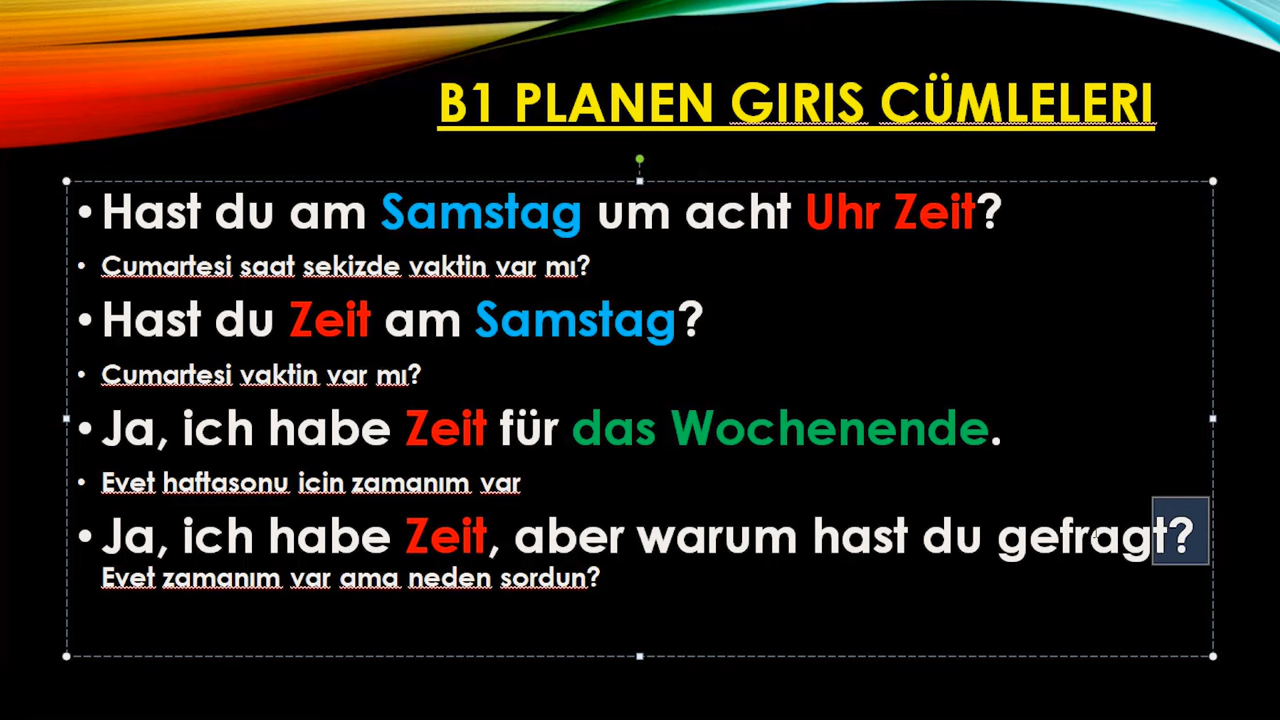 B1 PLANEN GIRIS CÜMLELERI
• Hast du am Samstag um acht Uhr Zeit?
• Cumartesi saat sekizde vaktin var mı?
• Hast du Zeit am Samstag?
• Cumartesi vaktin var mı?
• Ja, ich habe Zeit für das Wochenende.
• Evet haftasonu icin zamanım var
• Ja, ich habe Zeit, aber warum hast du gefragt?
Evet zamanım var ama neden sordun?